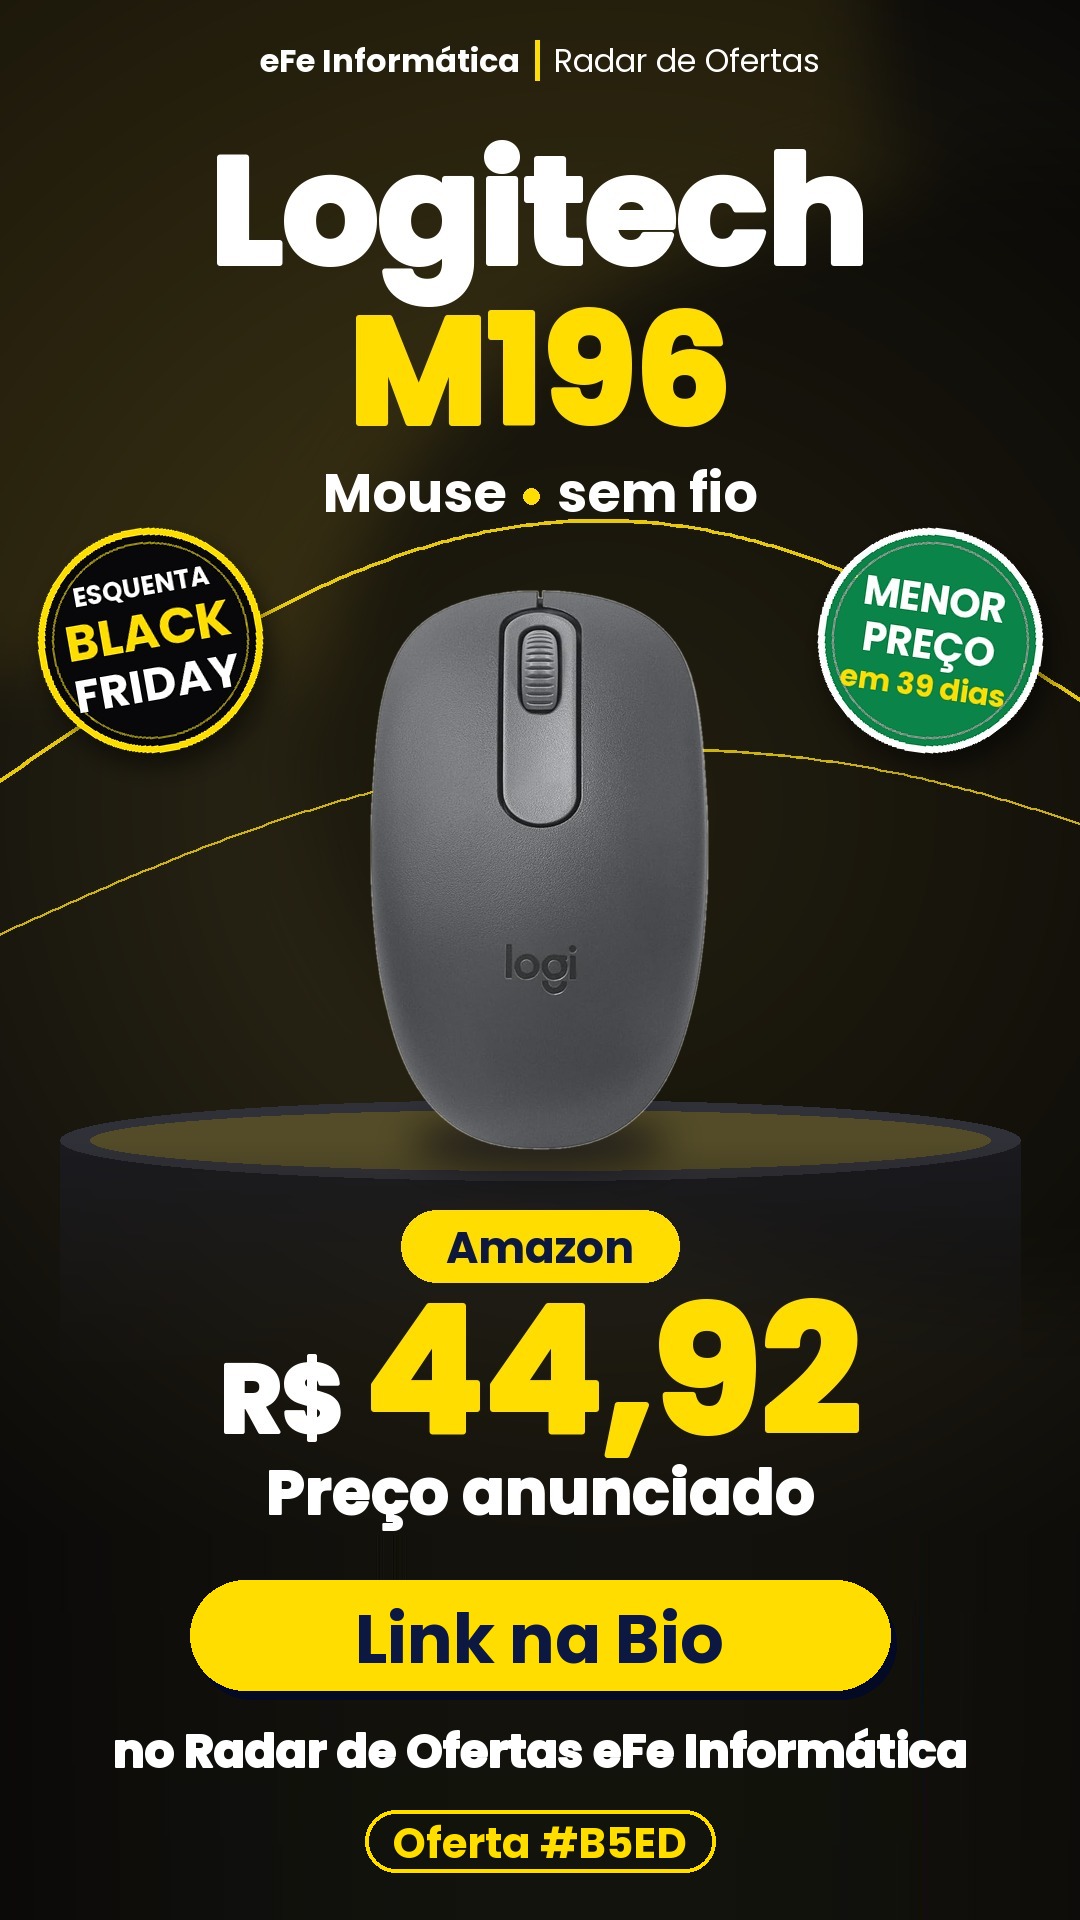 eFe Informática | Radar de Ofertas
Logitech
M196
Mouse • sem fio
ESQUENTA
BLACK
FRIDAY
MENOR
PREÇO
em 39 dias
logi
Amazon
R$ 44,92
Preço anunciado
Link na Bio
no Radar de Ofertas eFe Informática
Oferta #B5ED